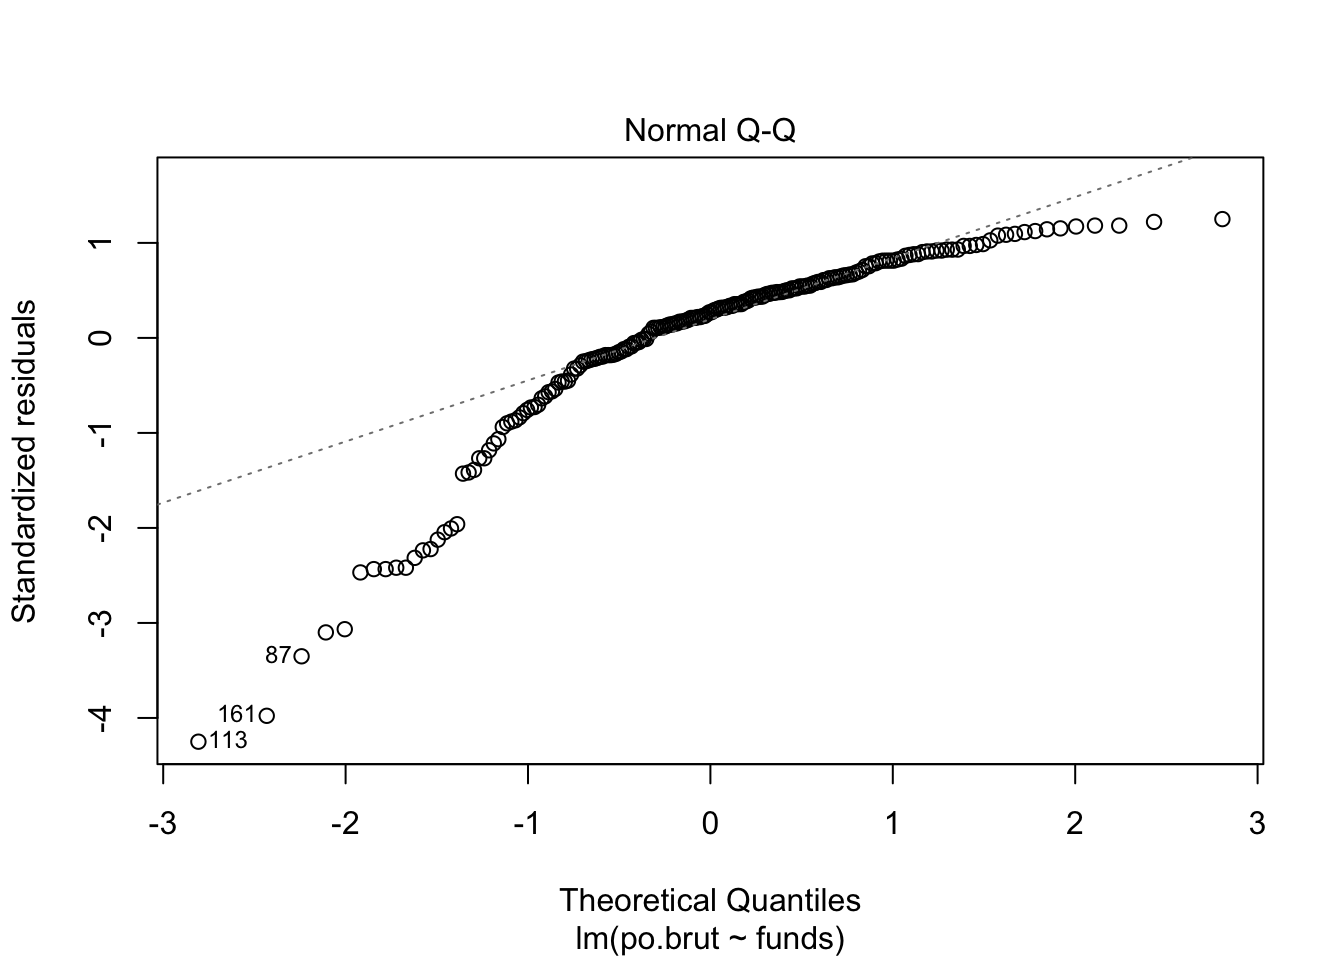 Normal Q-Q
Standardized residuals
1
0
-1
-2
-3
-4
87
161
113
-3 -2 -1 0 1 2 3
Theoretical Quantiles
lm(po.brut ~ funds)